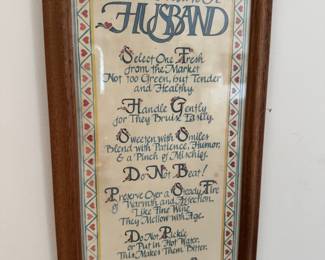 HUSBAND
Select One Fresh
from the Market
Not Too Green, but Tender
and Healthy.
Handle Gently
for They Bruise Easily.
Sweeten with Smiles
Blend with Patience, Humor,
& a Pinch of Mischief.
Do Not Beat!
Preserve Over a Steady Fire
of Warmth and Affection.
Like Fine Wine
They Mellow with Age.
Do Not Pickle
or Put in Hot Water.
This Makes Them Bitter.